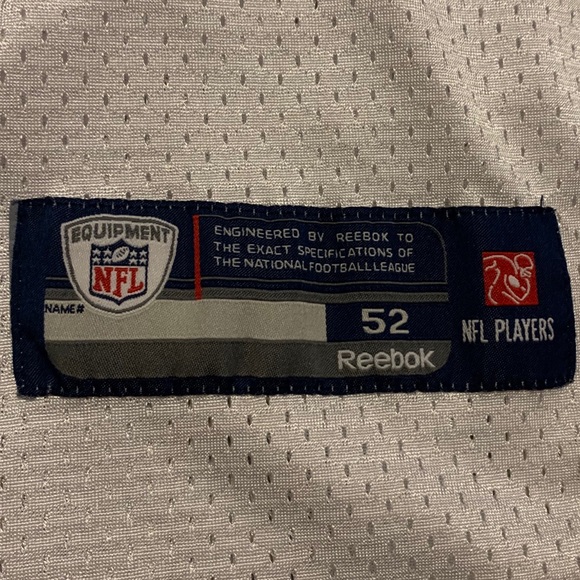 EQUIPMENT
NFL
ENGINEERED BY REEBOK TO
THE EXACT SPECIFICATIONS OF
THE NATIONAL FOOTBALL LEAGUE
NAME#
52
Reebok
NFL PLAYERS